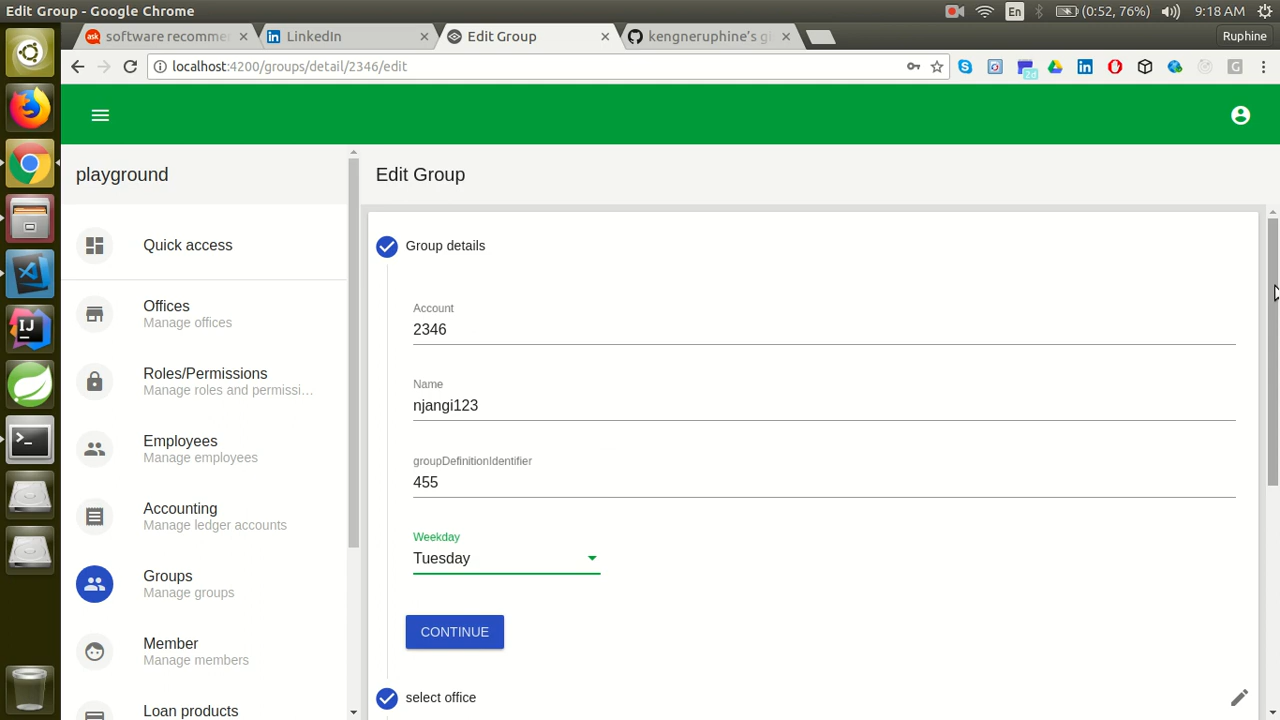 Edit Group - Google Chrome
En
(0:52, 76%)
9:18 AM
software recomme
LinkedIn
Edit Group
kengneruphine's g
Ruphine
localhost:4200/groups/detail/2346/edit
2d
playground
Edit Group
Quick access
Offices
Manage offices
Roles/Permissions
Manage roles and permissi...
Employees
Manage employees
Accounting
Manage ledger accounts
Groups
Manage groups
Member
Manage members
Loan products
Group details
Account
2346
Name
njangi123
groupDefinitionIdentifier
455
Weekday
Tuesday
CONTINUE
select office